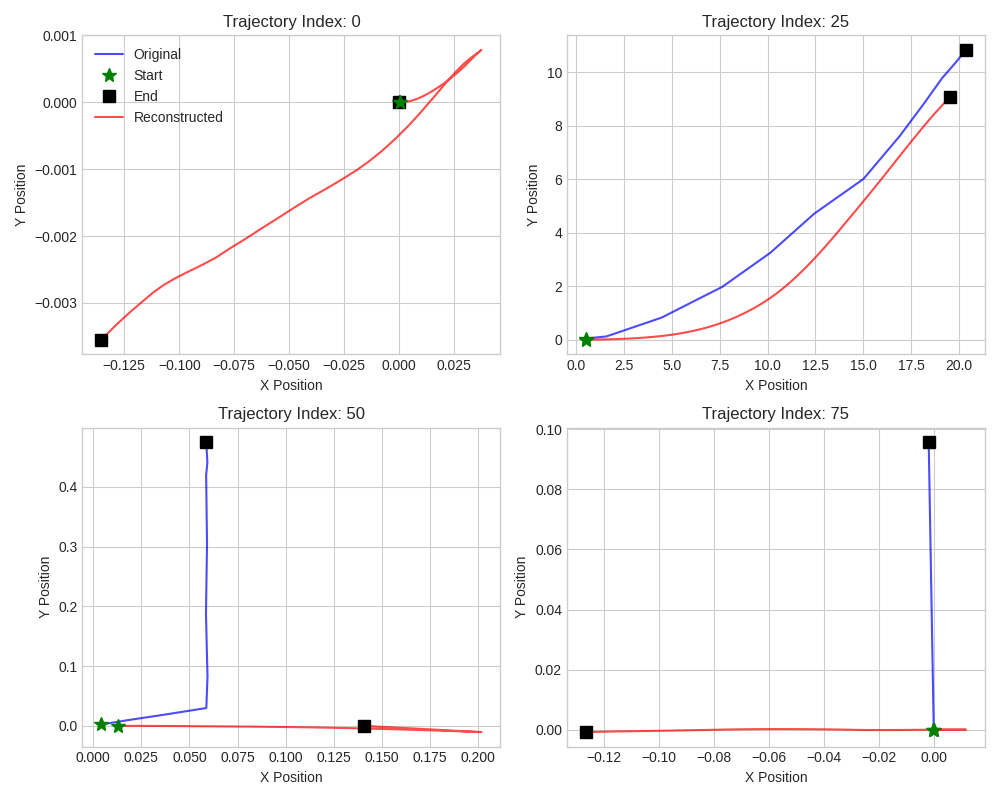 Trajectory Index: 0
0.001
0.000
−0.001
−0.002
−0.003
Y Position
Original
Start
End
Reconstructed
−0.125 −0.100 −0.075 −0.050 −0.025 0.000 0.025
X Position
Trajectory Index: 25
10
8
6
4
2
0
Y Position
0.0 2.5 5.0 7.5 10.0 12.5 15.0 17.5 20.0
X Position
Trajectory Index: 50
0.4
0.3
0.2
0.1
0.0
Y Position
0.000 0.025 0.050 0.075 0.100 0.125 0.150 0.175 0.200
X Position
Trajectory Index: 75
0.10
0.08
0.06
0.04
0.02
0.00
Y Position
−0.12 −0.10 −0.08 −0.06 −0.04 −0.02 0.00
X Position